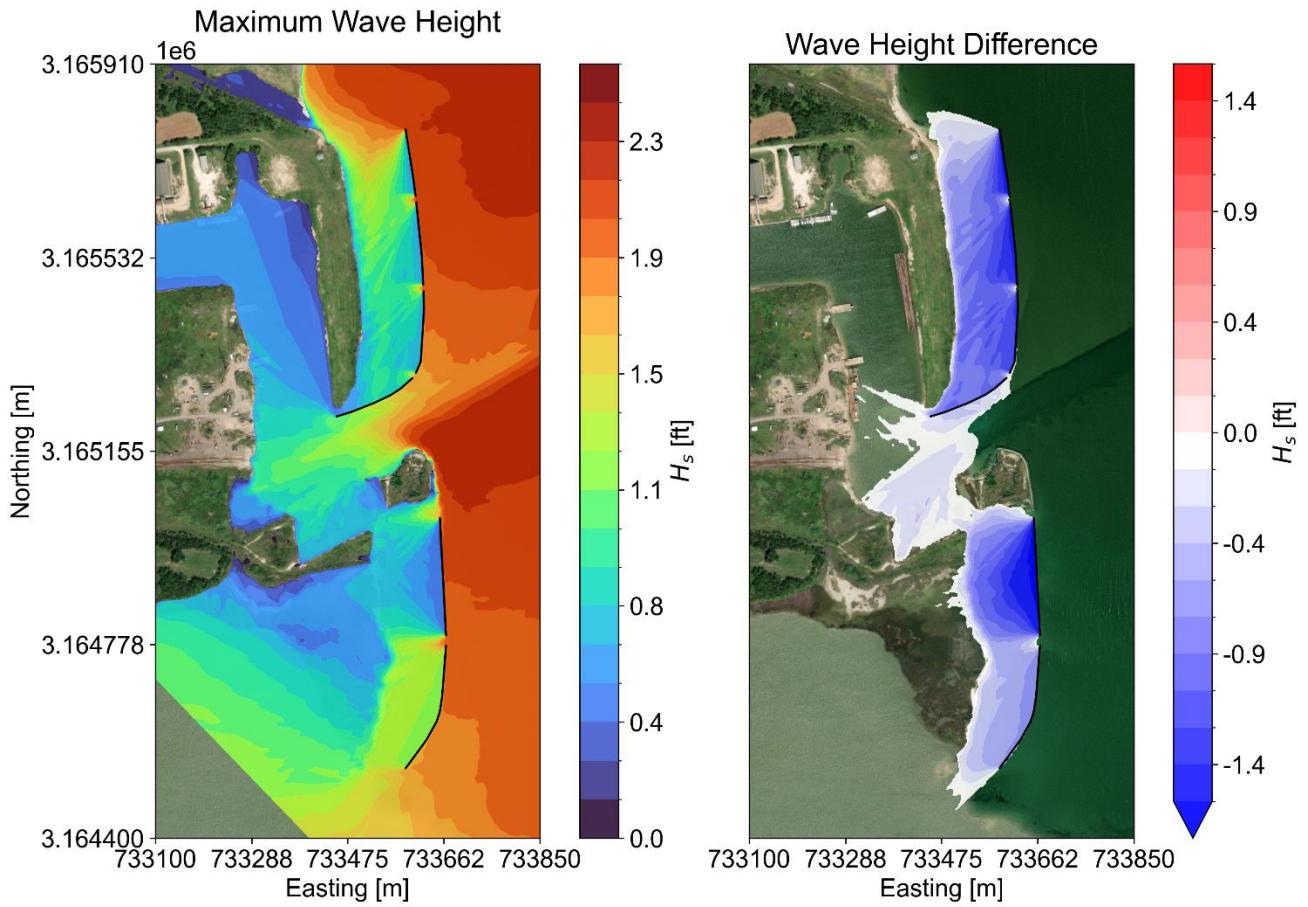 Maximum Wave Height
1e6
3.165910
3.165532
3.165155
3.164778
3.164400
Northing [m]
733100 733288 733475 733662 733850
Easting [m]
2.3
1.9
1.5
1.1
0.8
0.4
0.0
H_s [ft]
Wave Height Difference
733100 733288 733475 733662 733850
Easting [m]
1.4
0.9
0.4
0.0
-0.4
-0.9
-1.4
H_s [ft]